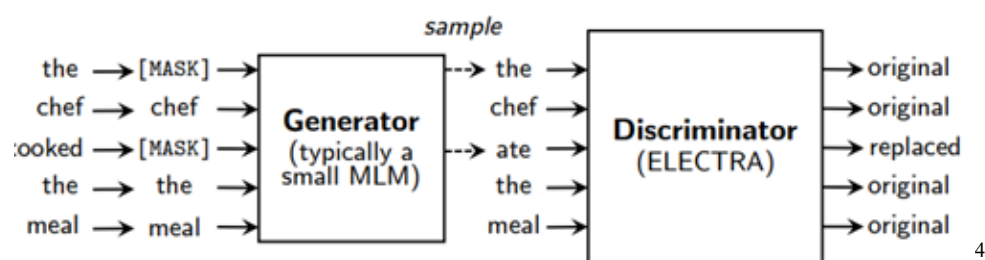 sample
the [MASK] the original
chef chef chef original
cooked [MASK] ate replaced
the the the original
meal meal meal original
Generator
(typically a
small MLM)
Discriminator
(ELECTRA)
4